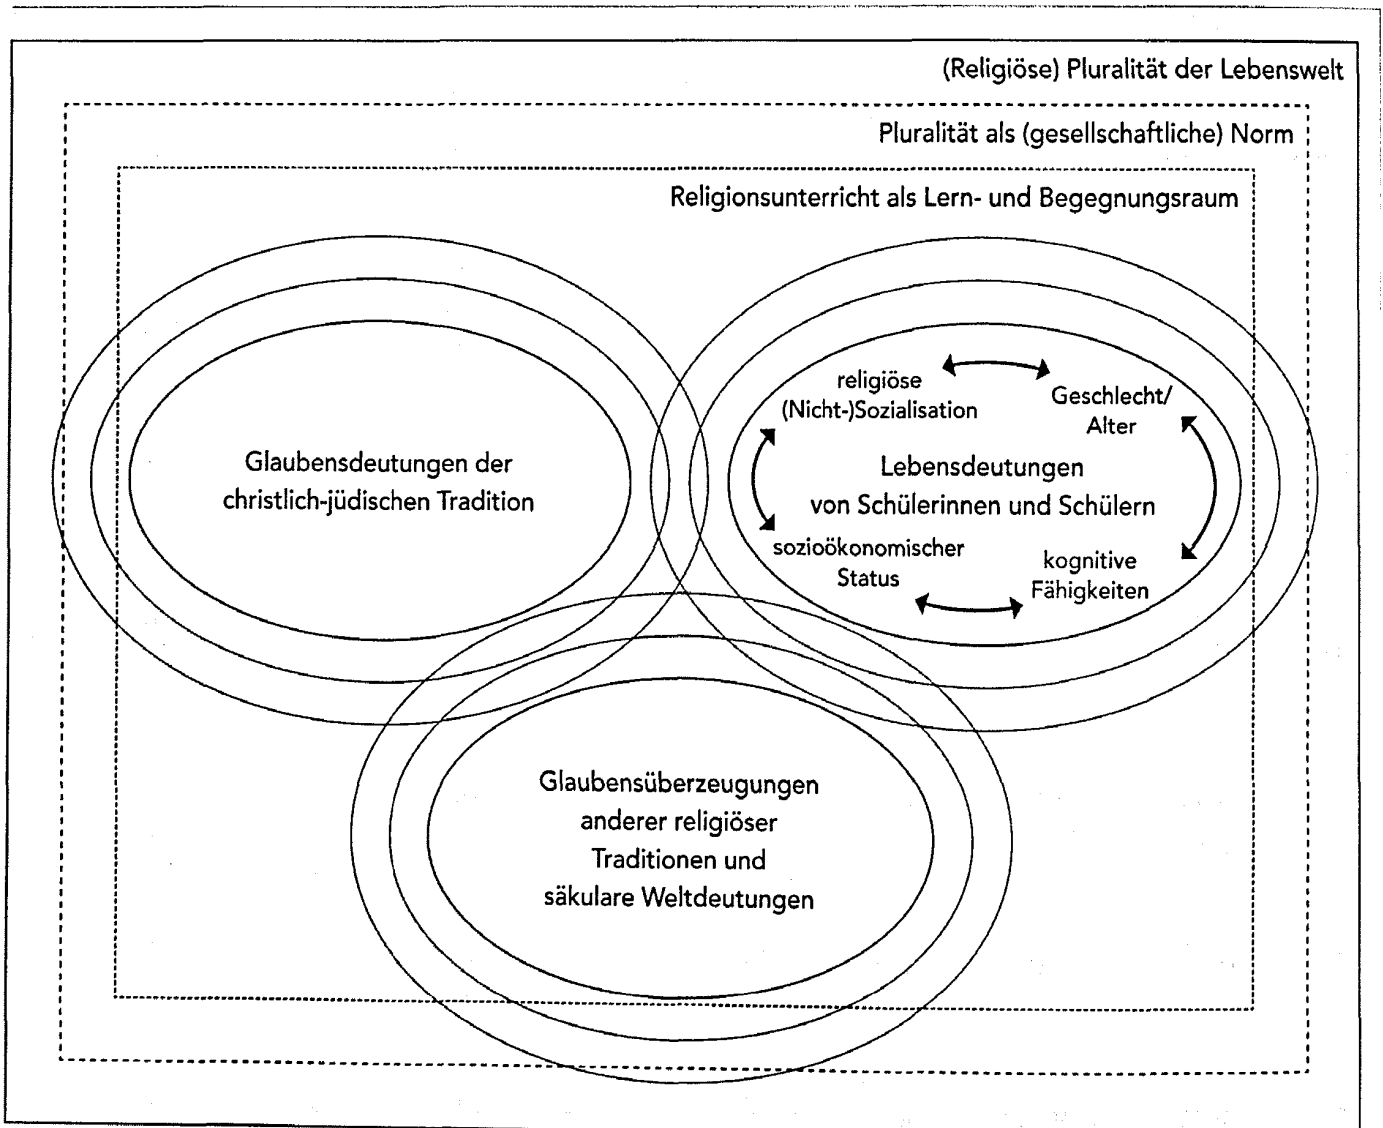 (Religiöse) Pluralität der Lebenswelt
Pluralität als (gesellschaftliche) Norm
Religionsunterricht als Lern- und Begegnungsraum
Glaubensdeutungen der
christlich-jüdischen Tradition
religiöse
(Nicht-)Sozialisation
Geschlecht/
Alter
Lebensdeutungen
von Schülerinnen und Schülern
sozioökonomischer
Status
kognitive
Fähigkeiten
Glaubensüberzeugungen
anderer religiöser
Traditionen und
säkulare Weltdeutungen